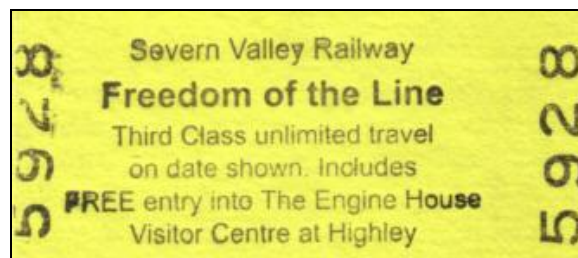 5928
Severn Valley Railway
Freedom of the Line
Third Class unlimited travel
on date shown. Includes
FREE entry into The Engine House
Visitor Centre at Highley
5928